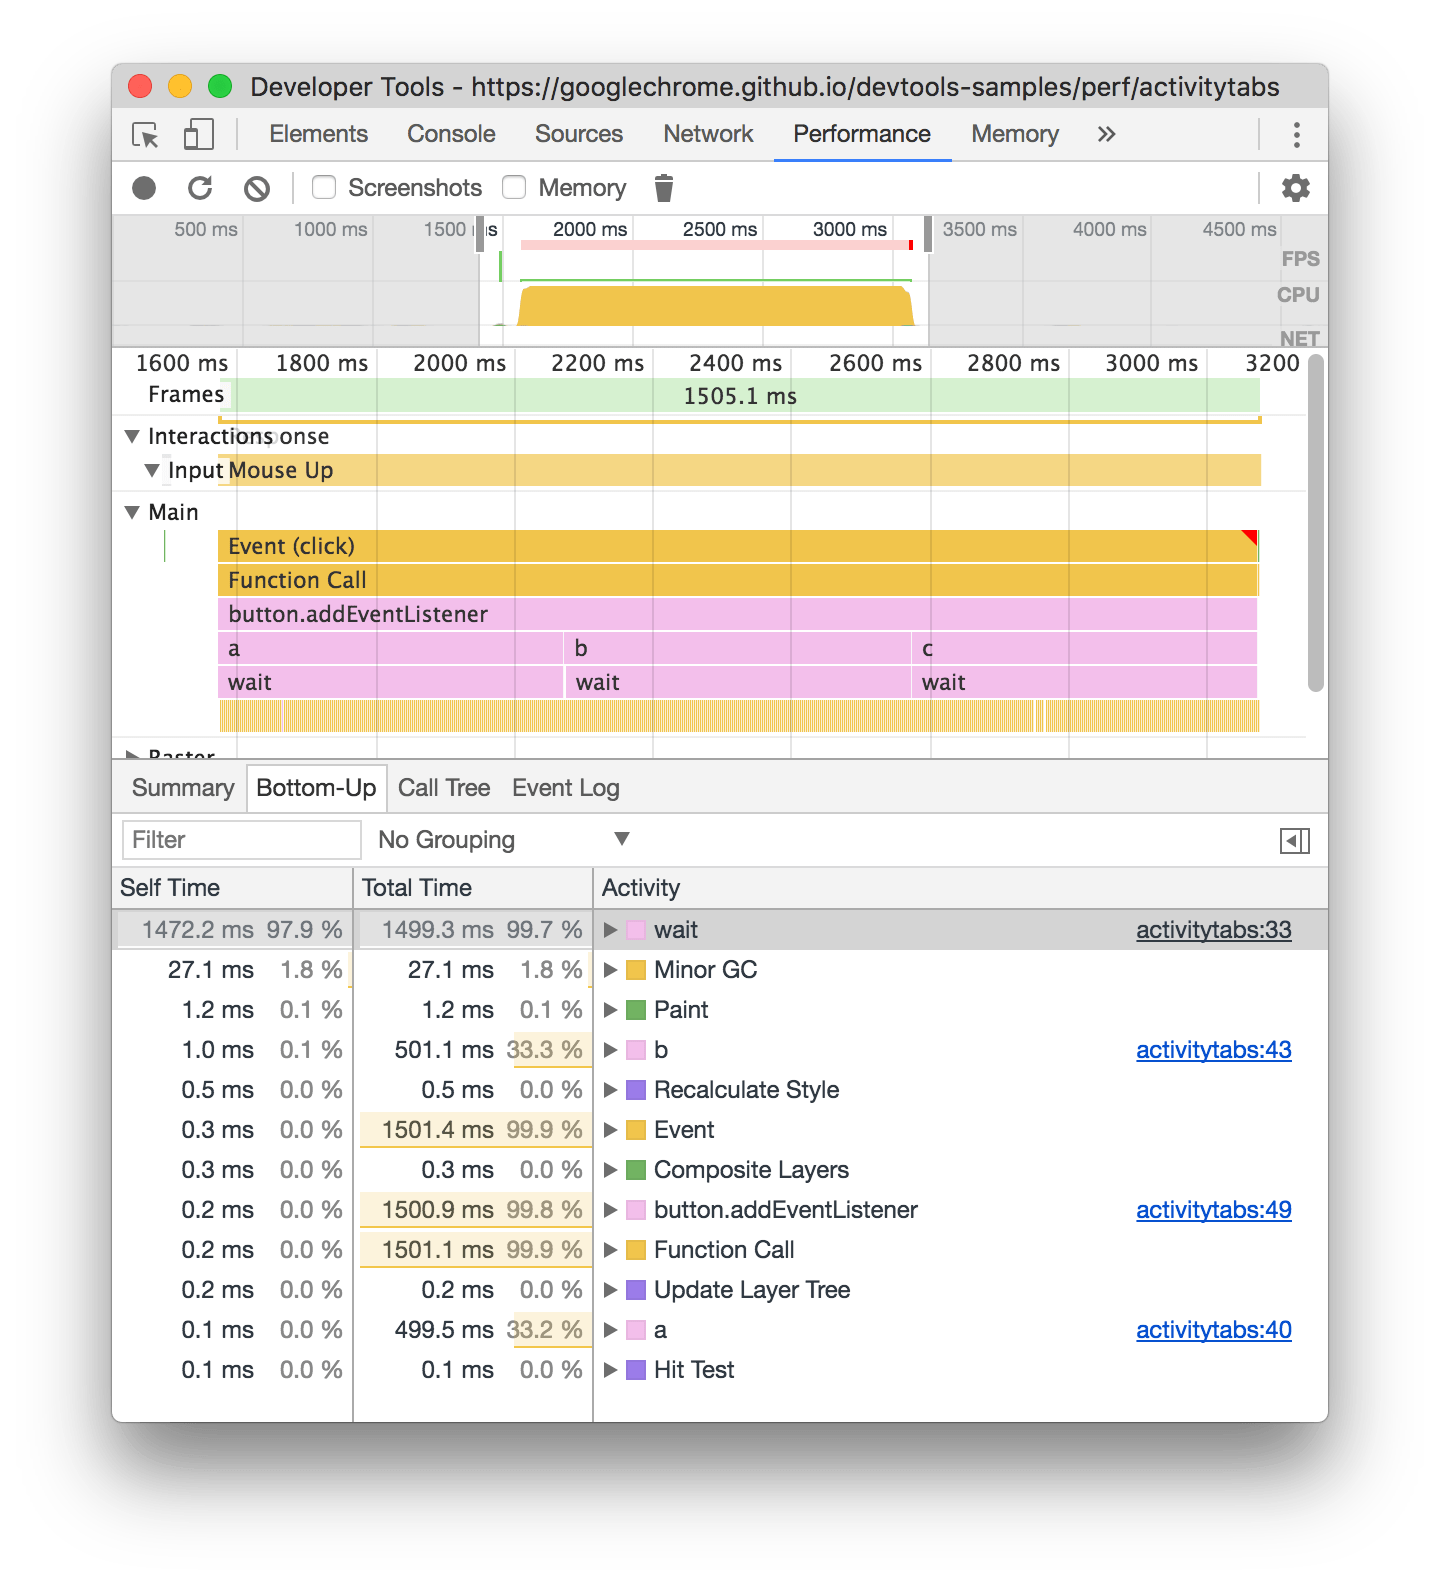 Developer Tools - https://googlechrome.github.io/devtools-samples/perf/activitytabs
Elements Console Sources Network Performance Memory »
Screenshots Memory
500 ms 1000 ms 1500 ms 2000 ms 2500 ms 3000 ms 3500 ms 4000 ms 4500 ms
FPS
CPU
NET
1600 ms 1800 ms 2000 ms 2200 ms 2400 ms 2600 ms 2800 ms 3000 ms 3200
Frames 1505.1 ms
Interactions onse
Input Mouse Up
Main
Event (click)
Function Call
button.addEventListener
a b c
wait wait wait
Raster
Summary Bottom-Up Call Tree Event Log
Filter No Grouping
Self Time Total Time Activity
1472.2 ms 97.9 % 1499.3 ms 99.7 % wait activitytabs:33
27.1 ms 1.8 % 27.1 ms 1.8 % Minor GC
1.2 ms 0.1 % 1.2 ms 0.1 % Paint
1.0 ms 0.1 % 501.1 ms 33.3 % b activitytabs:43
0.5 ms 0.0 % 0.5 ms 0.0 % Recalculate Style
0.3 ms 0.0 % 1501.4 ms 99.9 % Event
0.3 ms 0.0 % 0.3 ms 0.0 % Composite Layers
0.2 ms 0.0 % 1500.9 ms 99.8 % button.addEventListener activitytabs:49
0.2 ms 0.0 % 1501.1 ms 99.9 % Function Call
0.2 ms 0.0 % 0.2 ms 0.0 % Update Layer Tree
0.1 ms 0.0 % 499.5 ms 33.2 % a activitytabs:40
0.1 ms 0.0 % 0.1 ms 0.0 % Hit Test